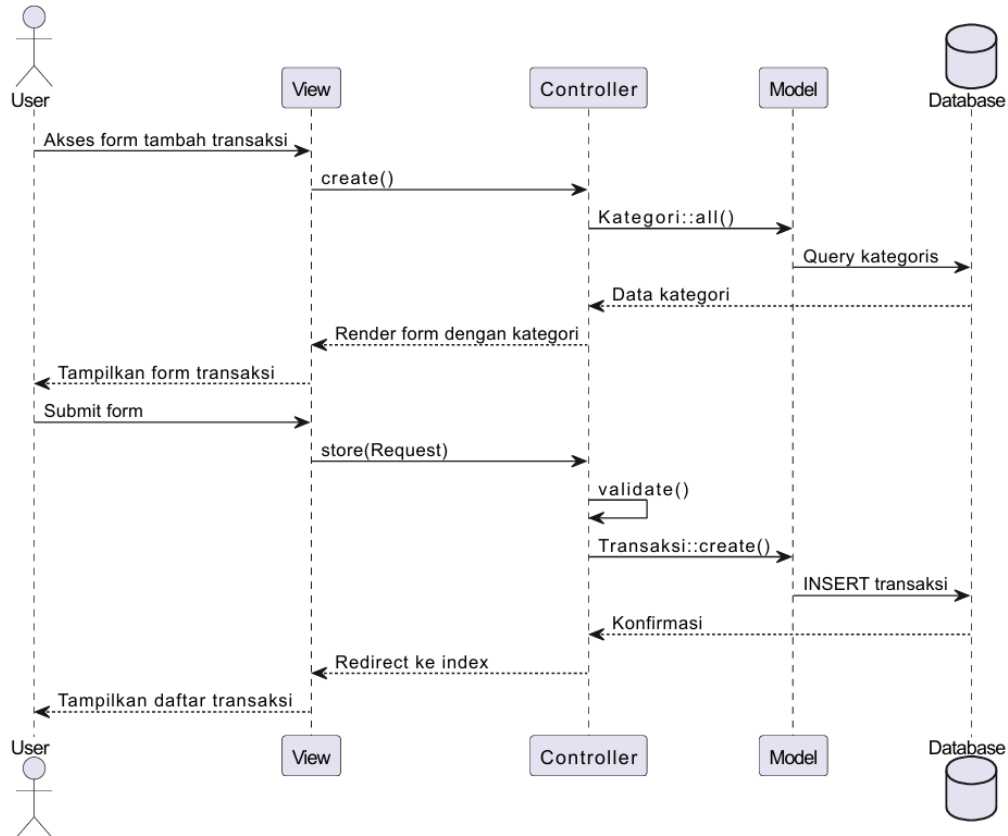 User
View
Controller
Model
Database
Akses form tambah transaksi
create()
Kategori::all()
Query kategoris
Data kategori
Render form dengan kategori
Tampilkan form transaksi
Submit form
store(Request)
validate()
Transaksi::create()
INSERT transaksi
Konfirmasi
Redirect ke index
Tampilkan daftar transaksi
User
View
Controller
Model
Database